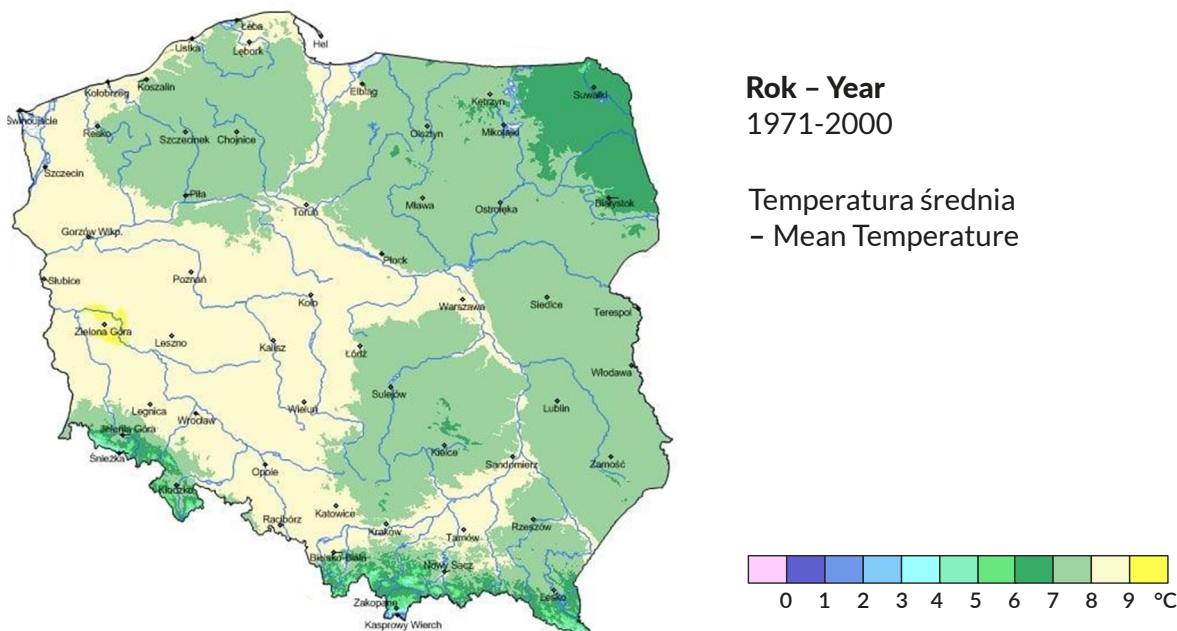 Łeba
Ustka
Lębork
Hel
Kołobrzeg
Koszalin
Elbląg
Kętrzyn
Suwałki
Świnoujście
Resko
Szczecinek
Chojnice
Olsztyn
Mikołajki
Szczecin
Piła
Toruń
Mława
Ostrołęka
Białystok
Gorzów Wlkp.
Płock
Słubice
Poznań
Koło
Warszawa
Siedlce
Terespol
Zielona Góra
Leszno
Kalisz
Łódź
Włodawa
Sulejów
Legnica
Wrocław
Wieluń
Lublin
Jelenia Góra
Śnieżka
Opole
Kielce
Sandomierz
Zamość
Kłodzko
Racibórz
Katowice
Kraków
Tarnów
Rzeszów
Bielsko-Biała
Nowy Sącz
Lesko
Zakopane
Kasprowy Wierch
Rok – Year
1971-2000
Temperatura średnia
– Mean Temperature
0 1 2 3 4 5 6 7 8 9 °C